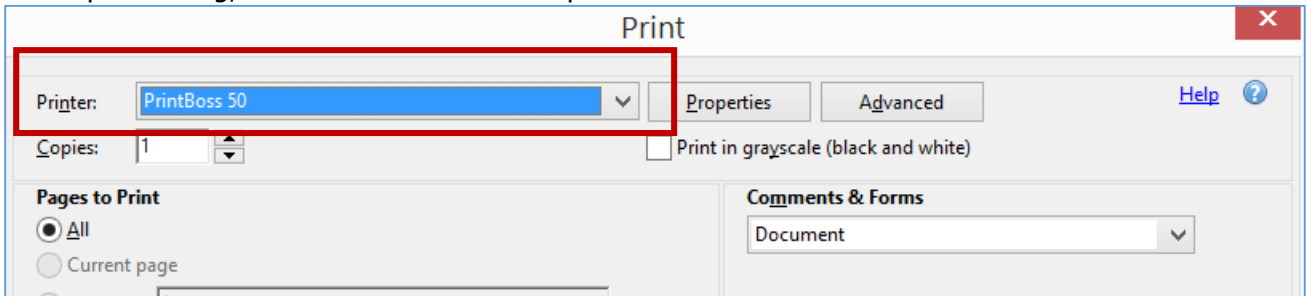 Print
Printer: PrintBoss 50 Properties Advanced Help
Copies: 1 Print in grayscale (black and white)
Pages to Print Comments & Forms
All Document
Current page